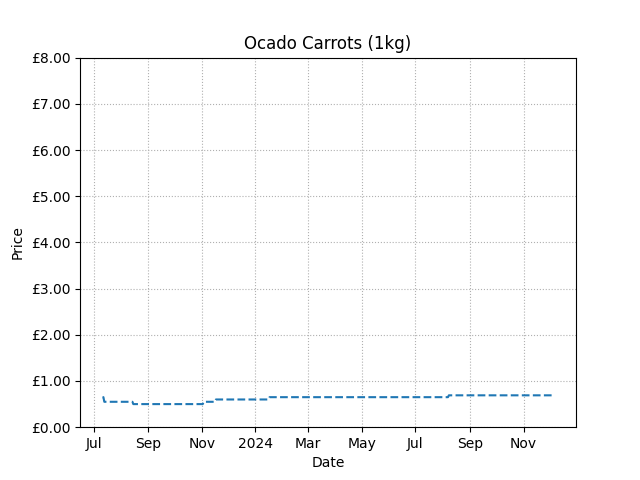 Ocado Carrots (1kg)
£8.00
£7.00
£6.00
£5.00
£4.00
£3.00
£2.00
£1.00
£0.00
Price
Jul Sep Nov 2024 Mar May Jul Sep Nov
Date